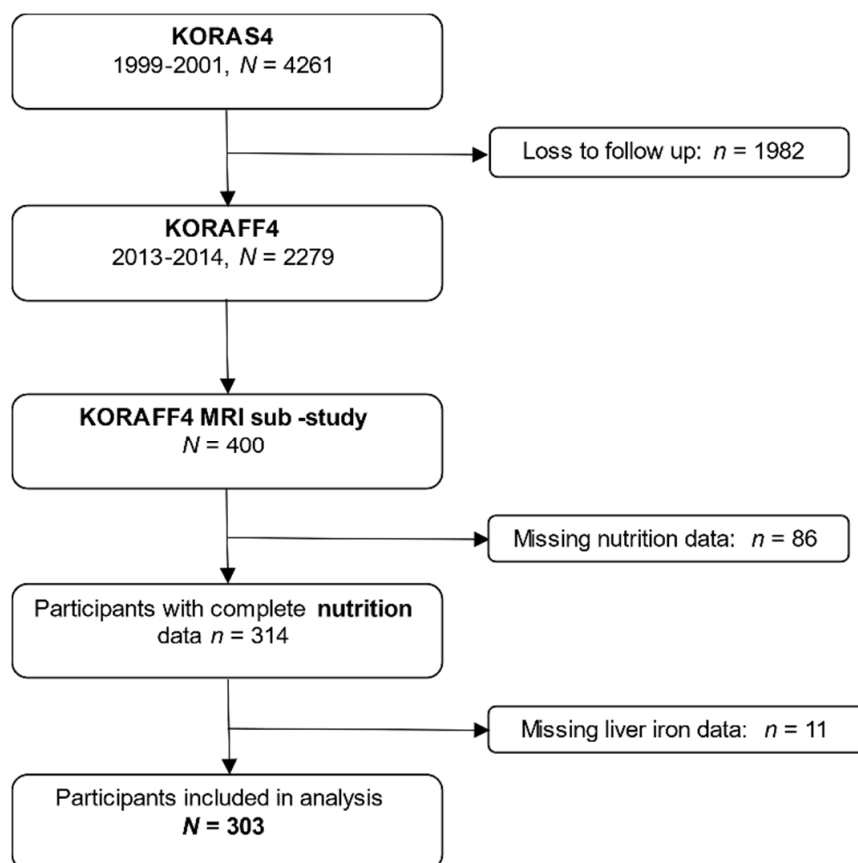 KORAS4
1999-2001, N = 4261
Loss to follow up: n = 1982
KORAFF4
2013-2014, N = 2279
KORAFF4 MRI sub -study
N = 400
Missing nutrition data: n = 86
Participants with complete nutrition
data n = 314
Missing liver iron data: n = 11
Participants included in analysis
N = 303